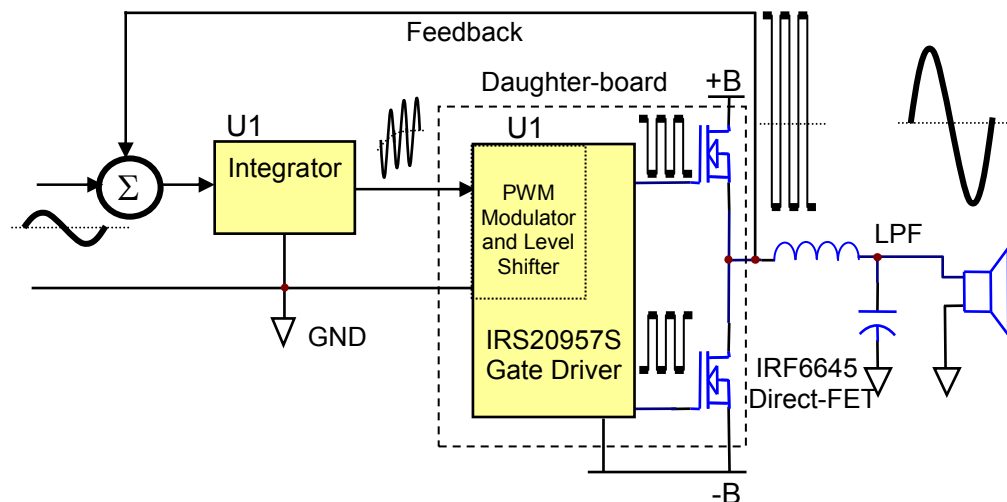 Feedback
Daughter-board
+B
U1
U1
Integrator
Σ
PWM
Modulator
and Level
Shifter
LPF
GND
IRS20957S
Gate Driver
IRF6645
Direct-FET
-B